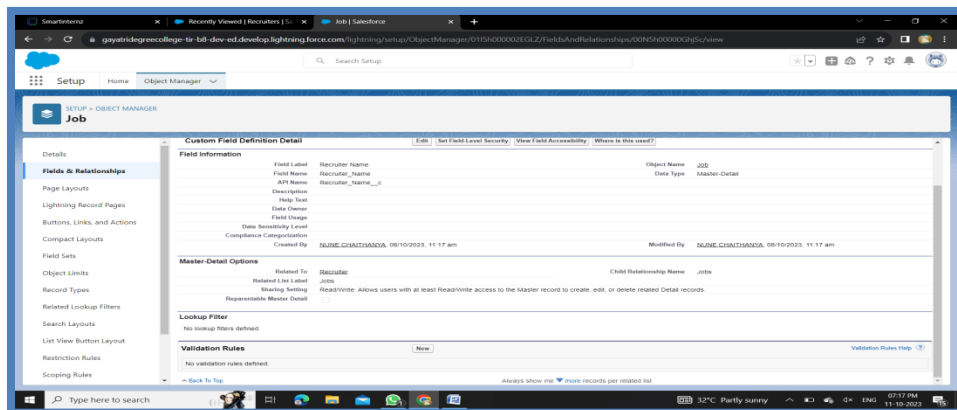 Smartinternz
Recently Viewed | Recruiters | Sa
Job | Salesforce
gayatridegreecollege-tir-b8-dev-ed.develop.lightning.force.com/lightning/setup/ObjectManager/01I5h000002EGLZ/FieldsAndRelationships/00N5h00000GhjSc/view
Search Setup
Setup Home Object Manager
SETUP > OBJECT MANAGER
Job
Details
Fields & Relationships
Page Layouts
Lightning Record Pages
Buttons, Links, and Actions
Compact Layouts
Field Sets
Object Limits
Record Types
Related Lookup Filters
Search Layouts
List View Button Layout
Restriction Rules
Scoping Rules
Custom Field Definition Detail Edit Set Field-Level Security View Field Accessibility Where is this used?
Field Information
Field Label Recruiter Name Object Name Job
Field Name Recruiter_Name Data Type Master-Detail
API Name Recruiter_Name__c
Description
Help Text
Data Owner
Field Usage
Data Sensitivity Level
Compliance Categorization
Created By NUNE CHAITHANYA, 08/10/2023, 11:17 am Modified By NUNE CHAITHANYA, 08/10/2023, 11:17 am
Master-Detail Options
Related To Recruiter Child Relationship Name Jobs
Related List Label Jobs
Sharing Setting Read/Write: Allows users with at least Read/Write access to the Master record to create, edit, or delete related Detail records.
Reparentable Master Detail
Lookup Filter
No lookup filters defined.
Validation Rules New Validation Rules Help ?
No validation rules defined.
^ Back To Top Always show me more records per related list
Type here to search
32°C Partly sunny ENG 07:17 PM
11-10-2023